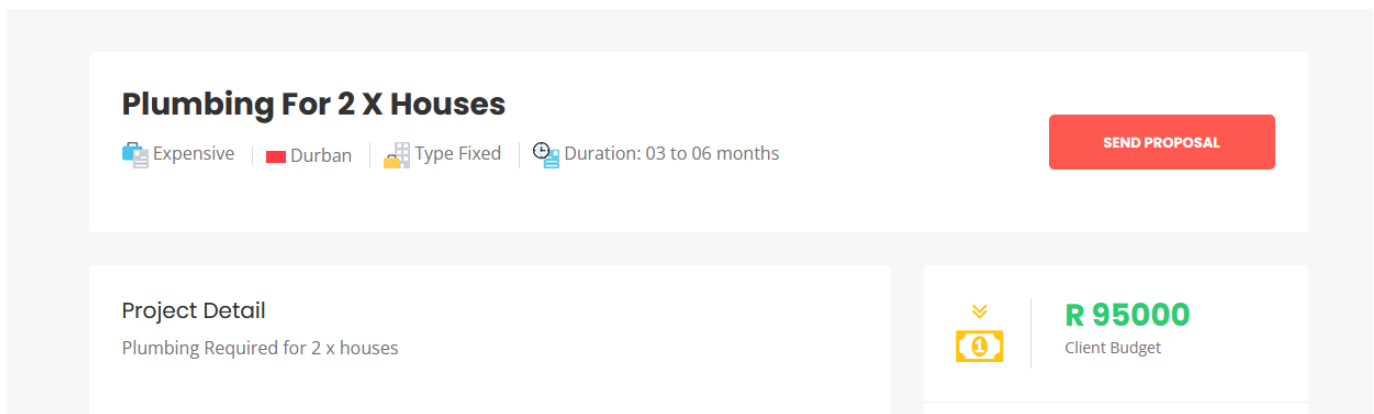 Plumbing For 2 X Houses
Expensive Durban Type Fixed Duration: 03 to 06 months
SEND PROPOSAL
Project Detail
Plumbing Required for 2 x houses
1
R 95000
Client Budget